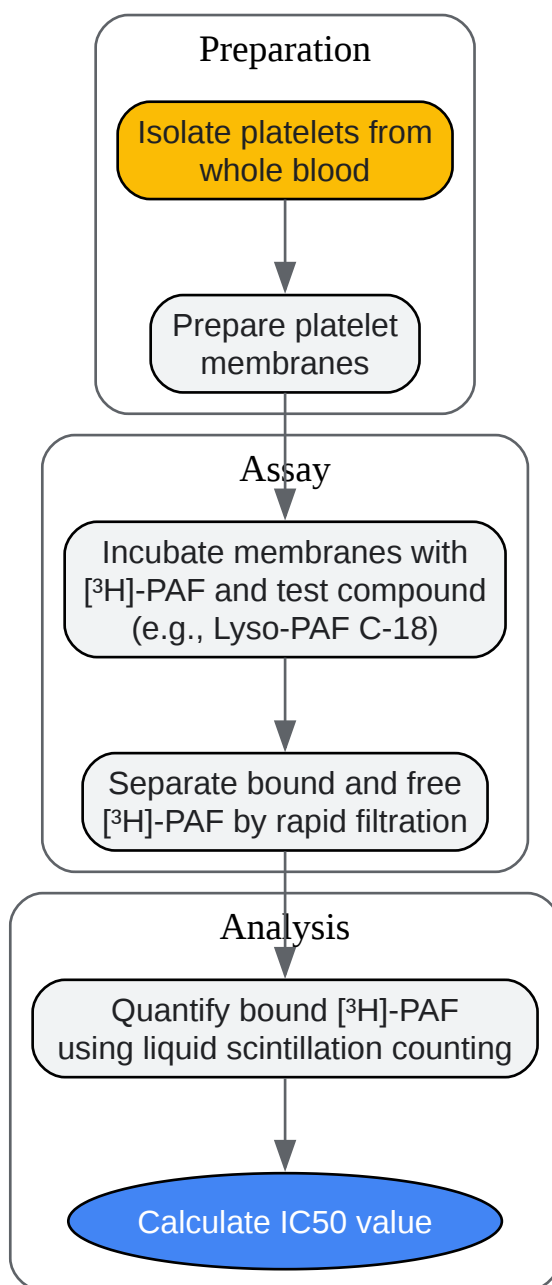 Preparation
Isolate platelets from
whole blood
Prepare platelet
membranes
Assay
Incubate membranes with
[³H]-PAF and test compound
(e.g., Lyso-PAF C-18)
Separate bound and free
[³H]-PAF by rapid filtration
Analysis
Quantify bound [³H]-PAF
using liquid scintillation counting
Calculate IC50 value